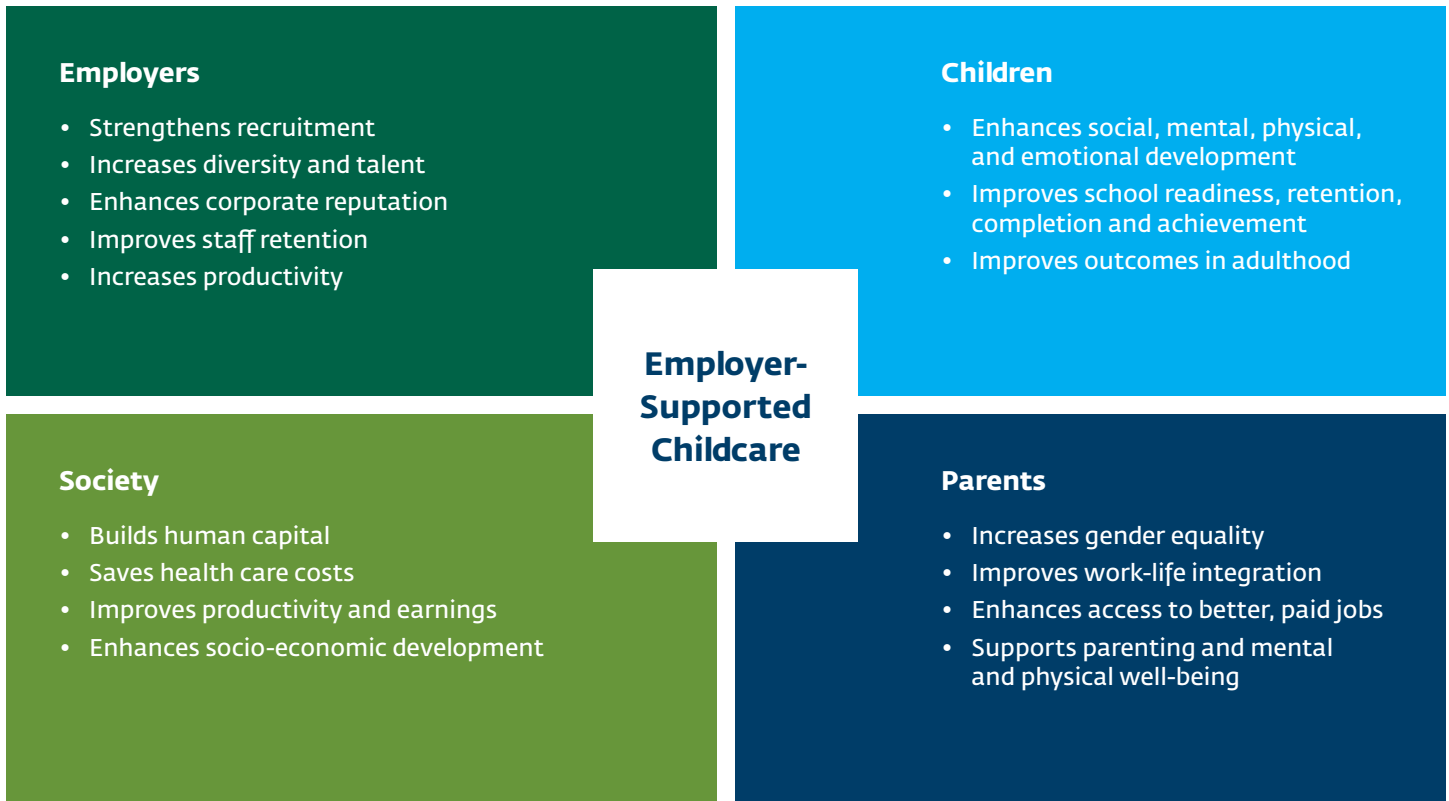 Employers
• Strengthens recruitment
• Increases diversity and talent
• Enhances corporate reputation
• Improves staff retention
• Increases productivity
Children
• Enhances social, mental, physical,
and emotional development
• Improves school readiness, retention,
completion and achievement
• Improves outcomes in adulthood
Employer-
Supported
Childcare
Society
• Builds human capital
• Saves health care costs
• Improves productivity and earnings
• Enhances socio-economic development
Parents
• Increases gender equality
• Improves work-life integration
• Enhances access to better, paid jobs
• Supports parenting and mental
and physical well-being